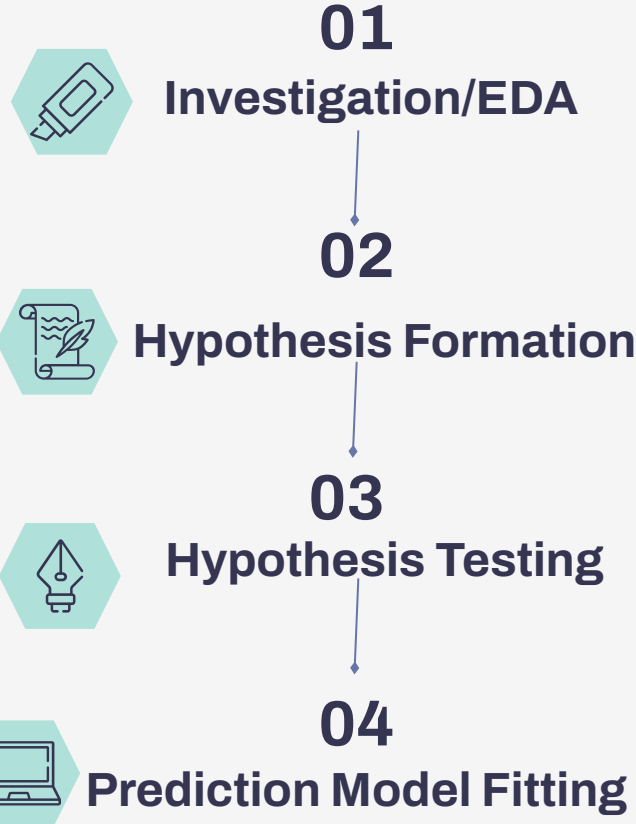 01
Investigation/EDA
02
Hypothesis Formation
03
Hypothesis Testing
04
Prediction Model Fitting